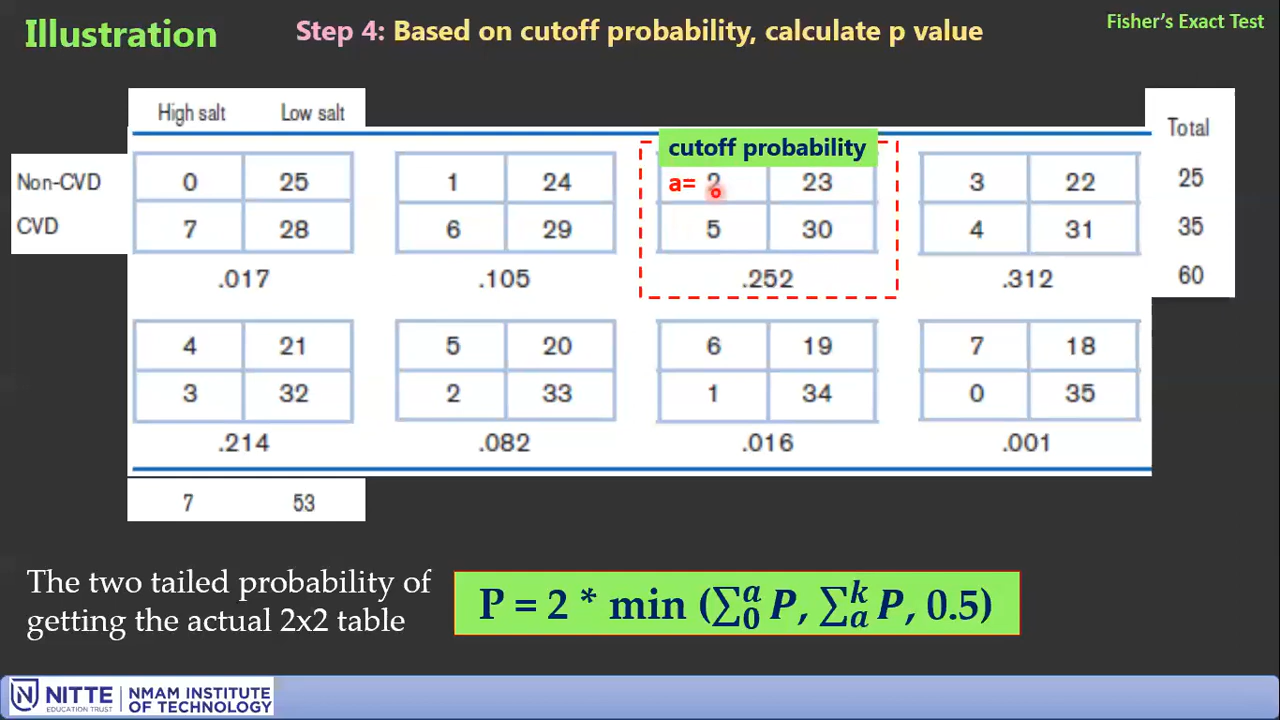 Illustration
Step 4: Based on cutoff probability, calculate p value
Fisher's Exact Test
High salt Low salt
Total
cutoff probability
Non-CVD 0 25 1 24 a= 2 23 3 22 25
CVD 7 28 6 29 5 30 4 31 35
.017 .105 .252 .312 60
4 21 5 20 6 19 7 18
3 32 2 33 1 34 0 35
.214 .082 .016 .001
7 53
The two tailed probability of
getting the actual 2x2 table
P = 2 * min (∑₀ᵃ P, ∑ₐᵏ P, 0.5)
NITTE
EDUCATION TRUST
NMAM INSTITUTE
OF TECHNOLOGY